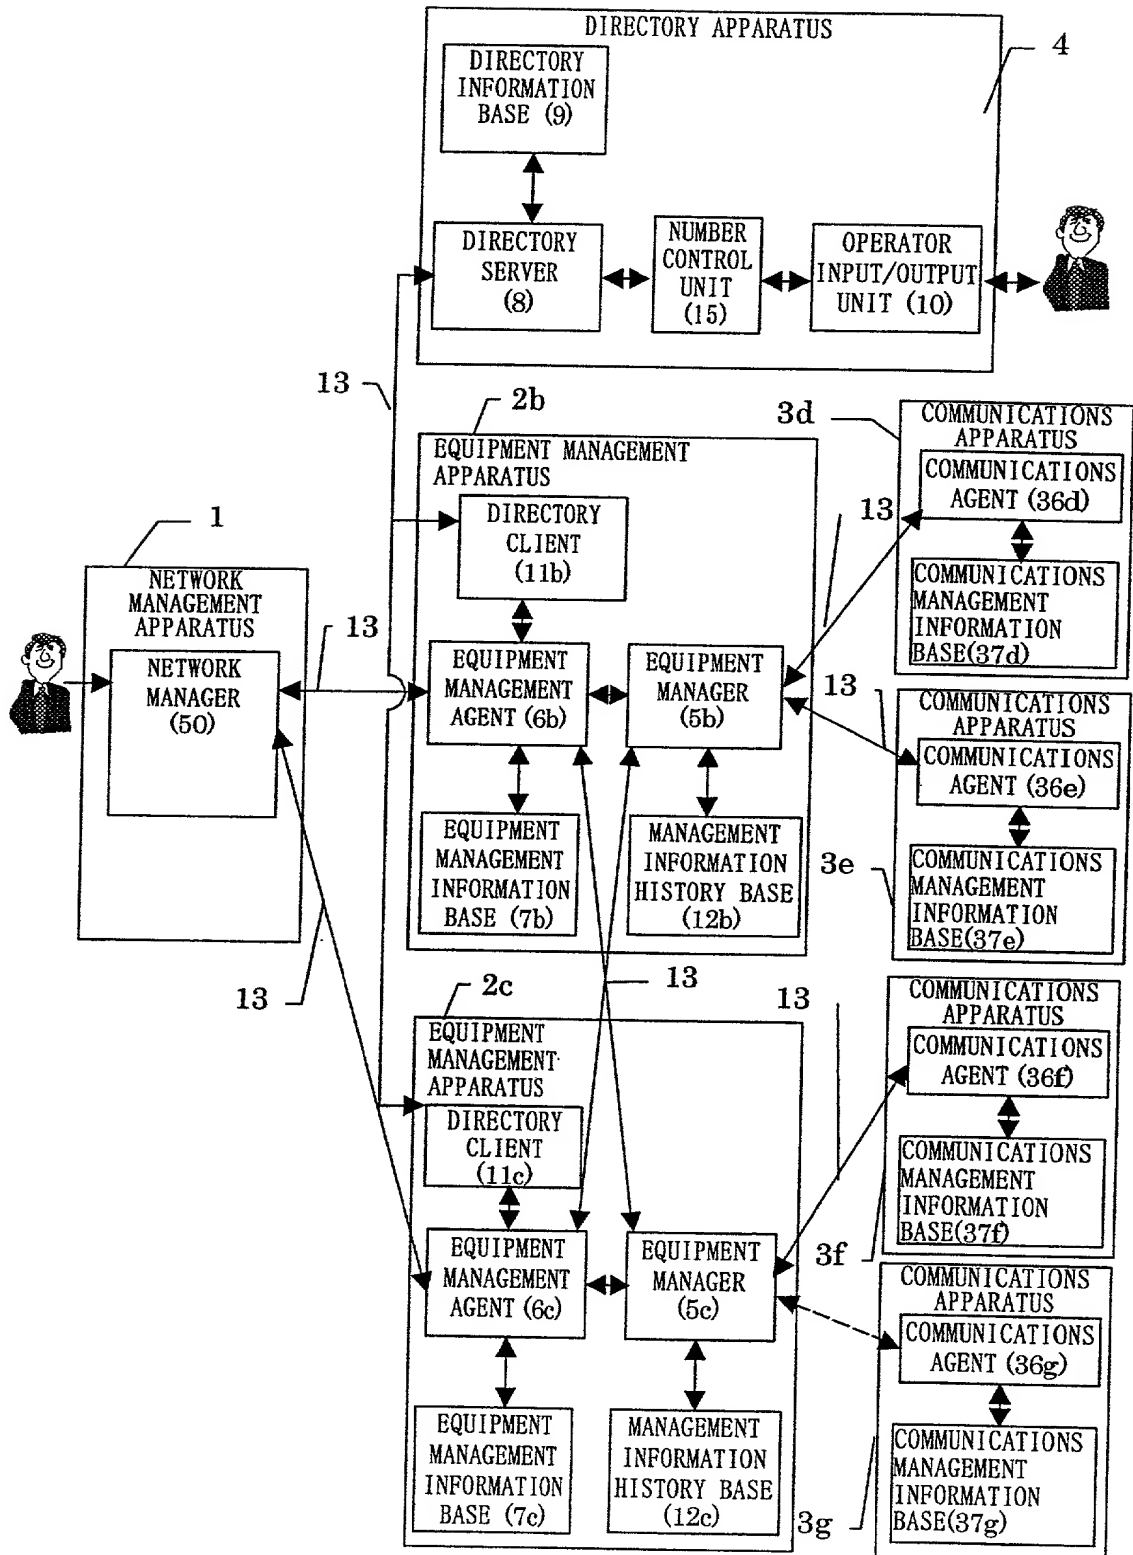 DIRECTORY APPARATUS
4
DIRECTORY
INFORMATION
BASE (9)
DIRECTORY
SERVER
(8)
NUMBER
CONTROL
UNIT
(15)
OPERATOR
INPUT/OUTPUT
UNIT (10)
13
2b
EQUIPMENT MANAGEMENT
APPARATUS
DIRECTORY
CLIENT
(11b)
EQUIPMENT
MANAGEMENT
AGENT (6b)
EQUIPMENT
MANAGER
(5b)
EQUIPMENT
MANAGEMENT
INFORMATION
BASE (7b)
MANAGEMENT
INFORMATION
HISTORY BASE
(12b)
1
NETWORK
MANAGEMENT
APPARATUS
NETWORK
MANAGER
(50)
13
13
13
2c
EQUIPMENT
MANAGEMENT
APPARATUS
DIRECTORY
CLIENT
(11c)
EQUIPMENT
MANAGEMENT
AGENT (6c)
EQUIPMENT
MANAGER
(5c)
EQUIPMENT
MANAGEMENT
INFORMATION
BASE (7c)
MANAGEMENT
INFORMATION
HISTORY BASE
(12c)
3d
COMMUNICATIONS
APPARATUS
COMMUNICATIONS
AGENT (36d)
COMMUNICATIONS
MANAGEMENT
INFORMATION
BASE(37d)
13
13
3e
COMMUNICATIONS
APPARATUS
COMMUNICATIONS
AGENT (36e)
COMMUNICATIONS
MANAGEMENT
INFORMATION
BASE(37e)
13
3f
COMMUNICATIONS
APPARATUS
COMMUNICATIONS
AGENT (36f)
COMMUNICATIONS
MANAGEMENT
INFORMATION
BASE(37f)
3g
COMMUNICATIONS
APPARATUS
COMMUNICATIONS
AGENT (36g)
COMMUNICATIONS
MANAGEMENT
INFORMATION
BASE(37g)